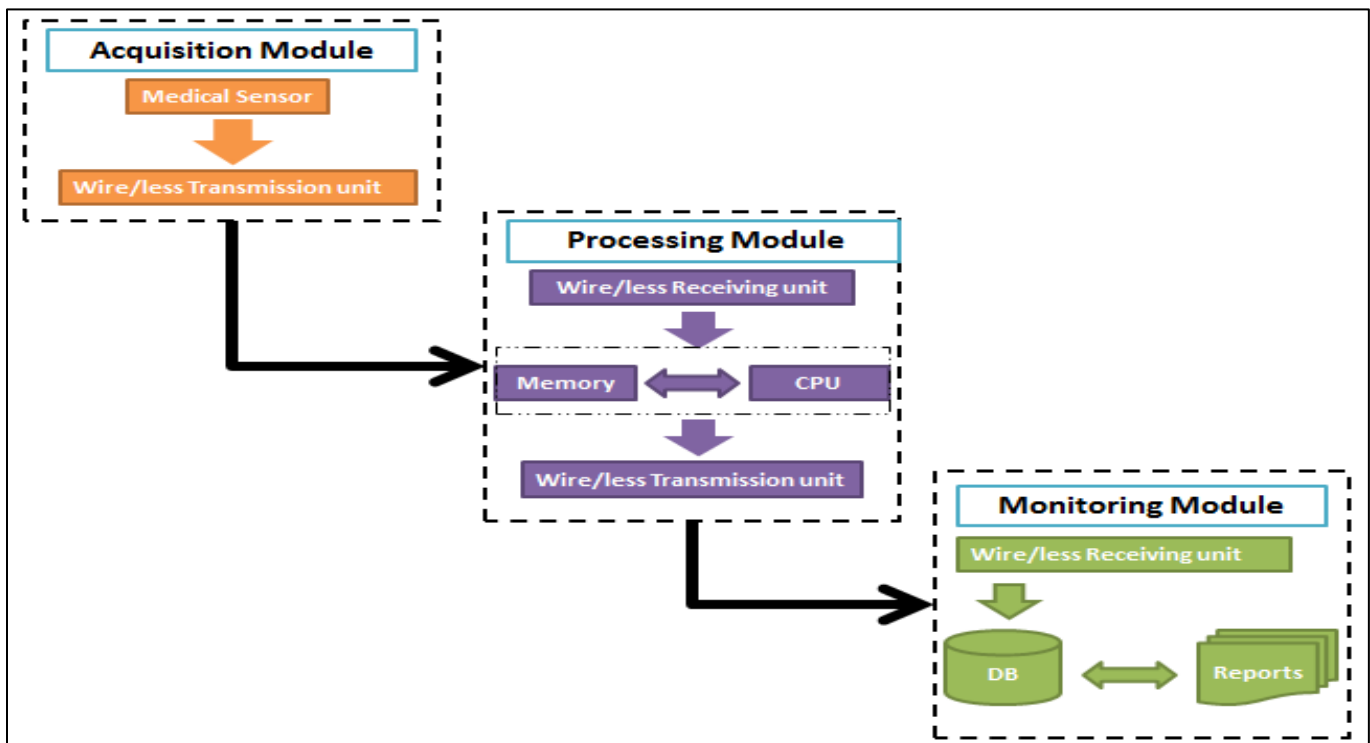 Acquisition Module
Medical Sensor
Wire/less Transmission unit
Processing Module
Wire/less Receiving unit
Memory
CPU
Wire/less Transmission unit
Monitoring Module
Wire/less Receiving unit
DB
Reports